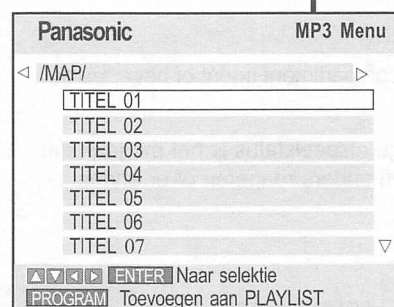 Panasonic MP3 Menu
/MAP/
TITEL 01
TITEL 02
TITEL 03
TITEL 04
TITEL 05
TITEL 06
TITEL 07
ENTER Naar selektie
PROGRAM Toevoegen aan PLAYLIST